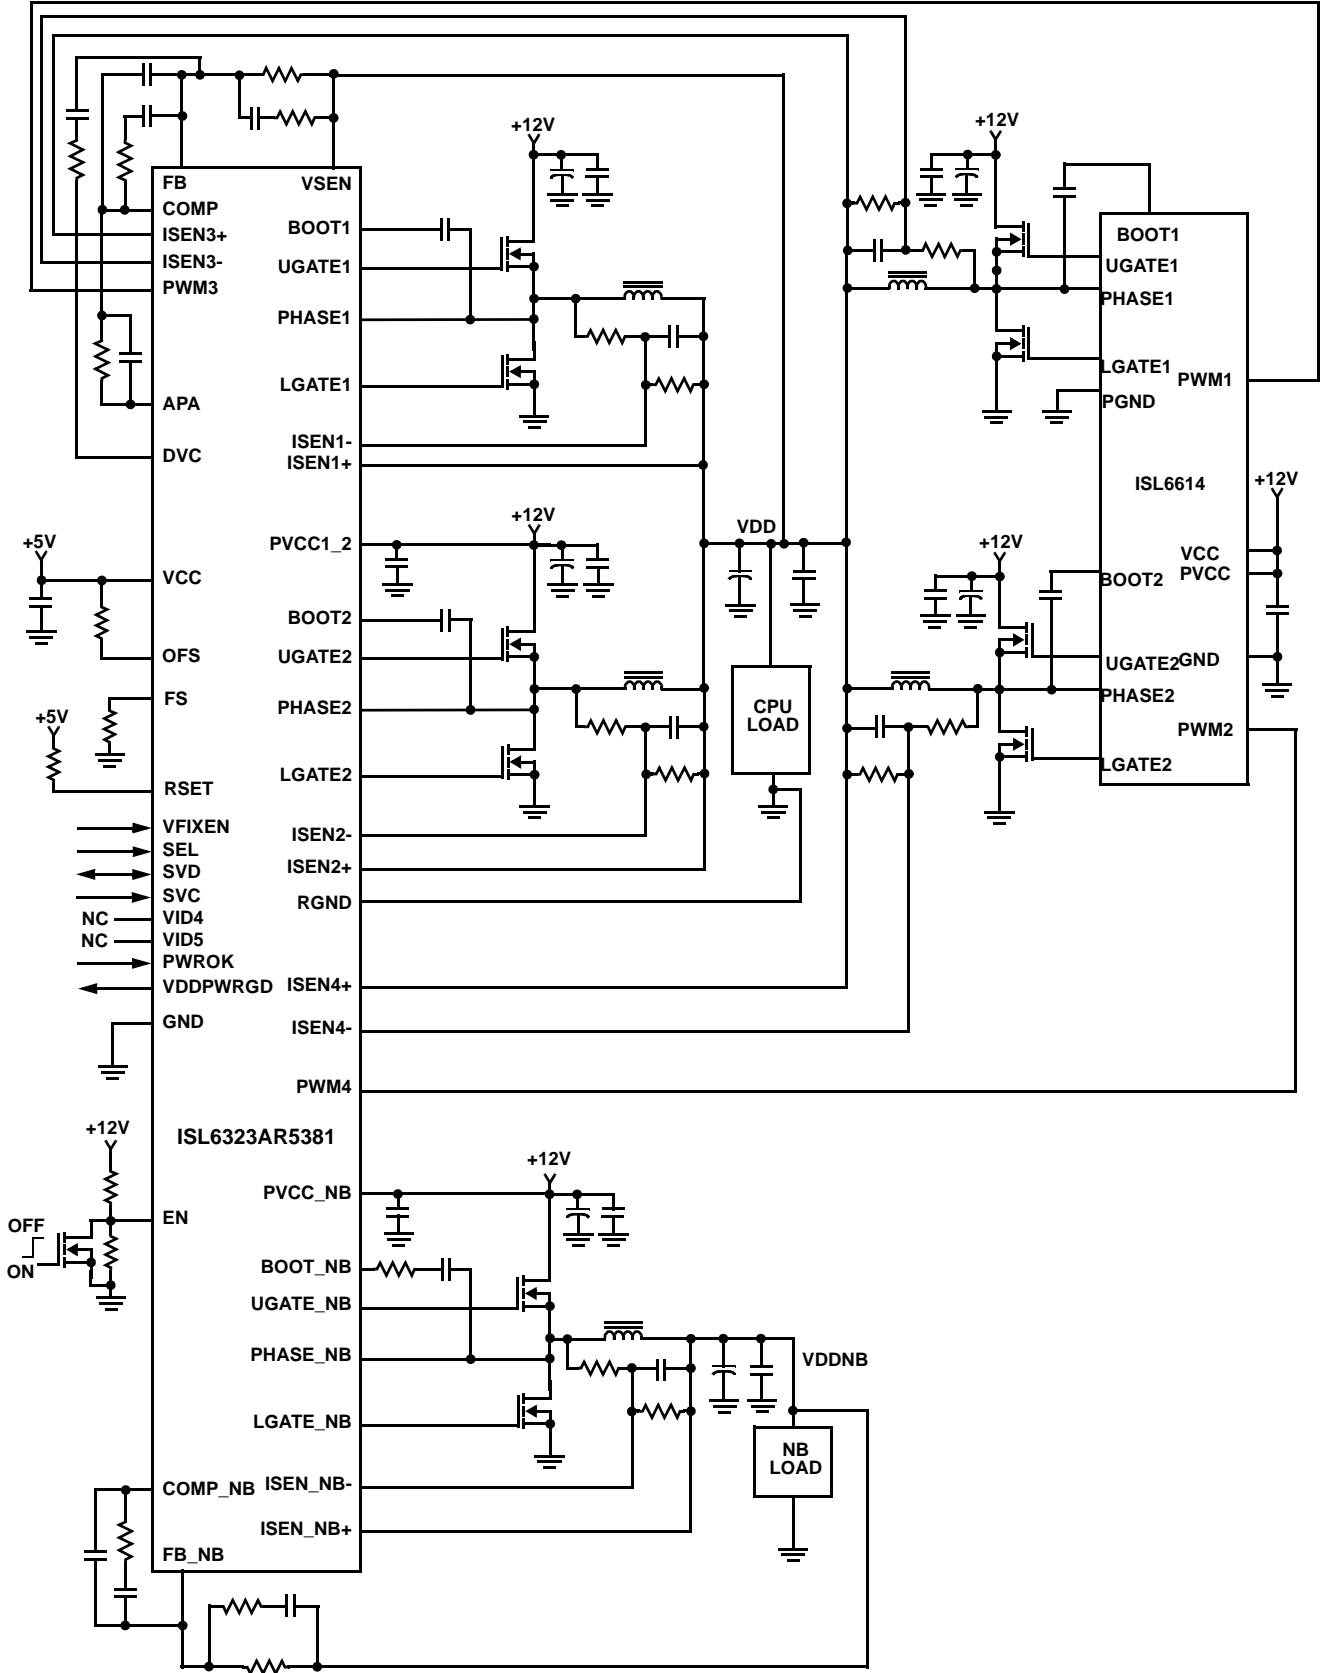 +12V
+12V
FB
VSEN
COMP
ISEN3+
ISEN3-
PWM3
APA
DVC
BOOT1
UGATE1
PHASE1
LGATE1
ISEN1-
ISEN1+
BOOT1
UGATE1
PHASE1
LGATE1
PWM1
PGND
ISL6614
+12V
+12V
PVCC1_2
VDD
+12V
VCC
PVCC
BOOT2
+5V
VCC
OFS
FS
+5V
RSET
BOOT2
UGATE2
PHASE2
LGATE2
ISEN2-
ISEN2+
RGND
CPU
LOAD
UGATE2
GND
PHASE2
PWM2
LGATE2
VFIXEN
SEL
SVD
SVC
NC
VID4
NC
VID5
PWROK
VDDPWRGD
GND
ISEN4+
ISEN4-
PWM4
ISL6323AR5381
+12V
EN
OFF
ON
+12V
PVCC_NB
BOOT_NB
UGATE_NB
PHASE_NB
LGATE_NB
VDDNB
NB
LOAD
COMP_NB
ISEN_NB-
ISEN_NB+
FB_NB